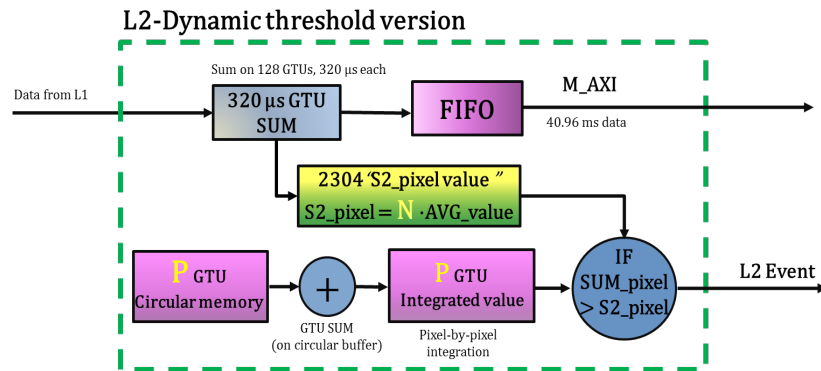 L2-Dynamic threshold version
Sum on 128 GTUs, 320 µs each
Data from L1
320 µs GTU
SUM
FIFO
M_AXI
40.96 ms data
2304 “S2_pixel value ”
S2_pixel = N ·AVG_value
P GTU
Circular memory
+
GTU SUM
(on circular buffer)
P GTU
Integrated value
Pixel-by-pixel
integration
IF
SUM_pixel
> S2_pixel
L2 Event